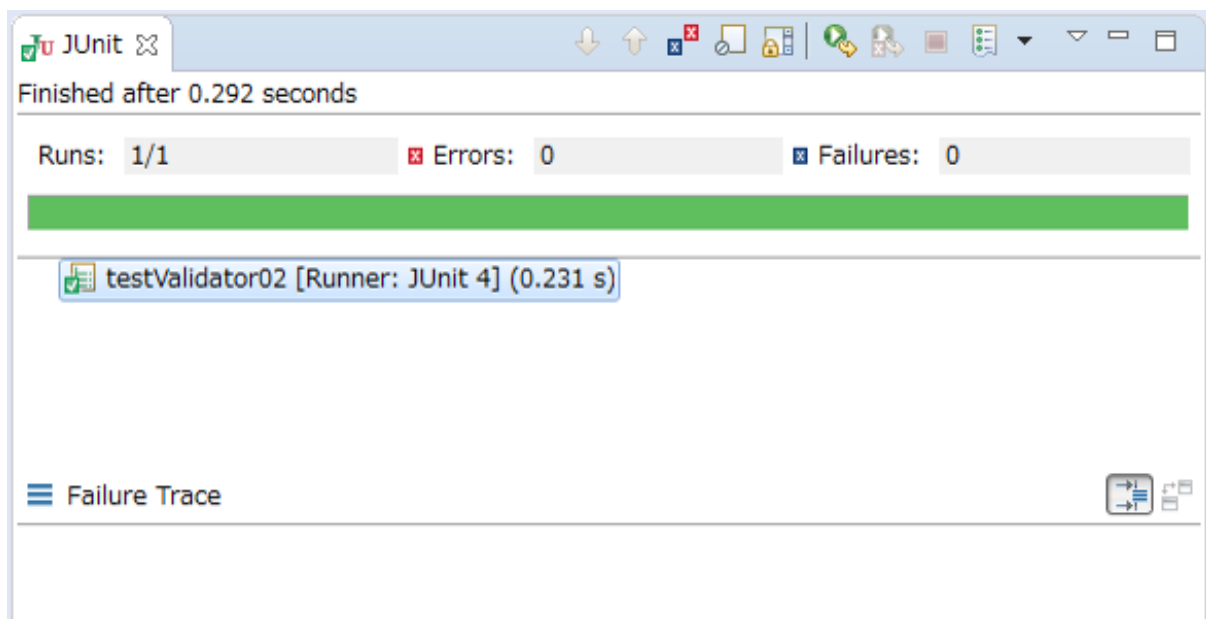 JUnit
Finished after 0.292 seconds
Runs: 1/1 Errors: 0 Failures: 0
testValidator02 [Runner: JUnit 4] (0.231 s)
Failure Trace